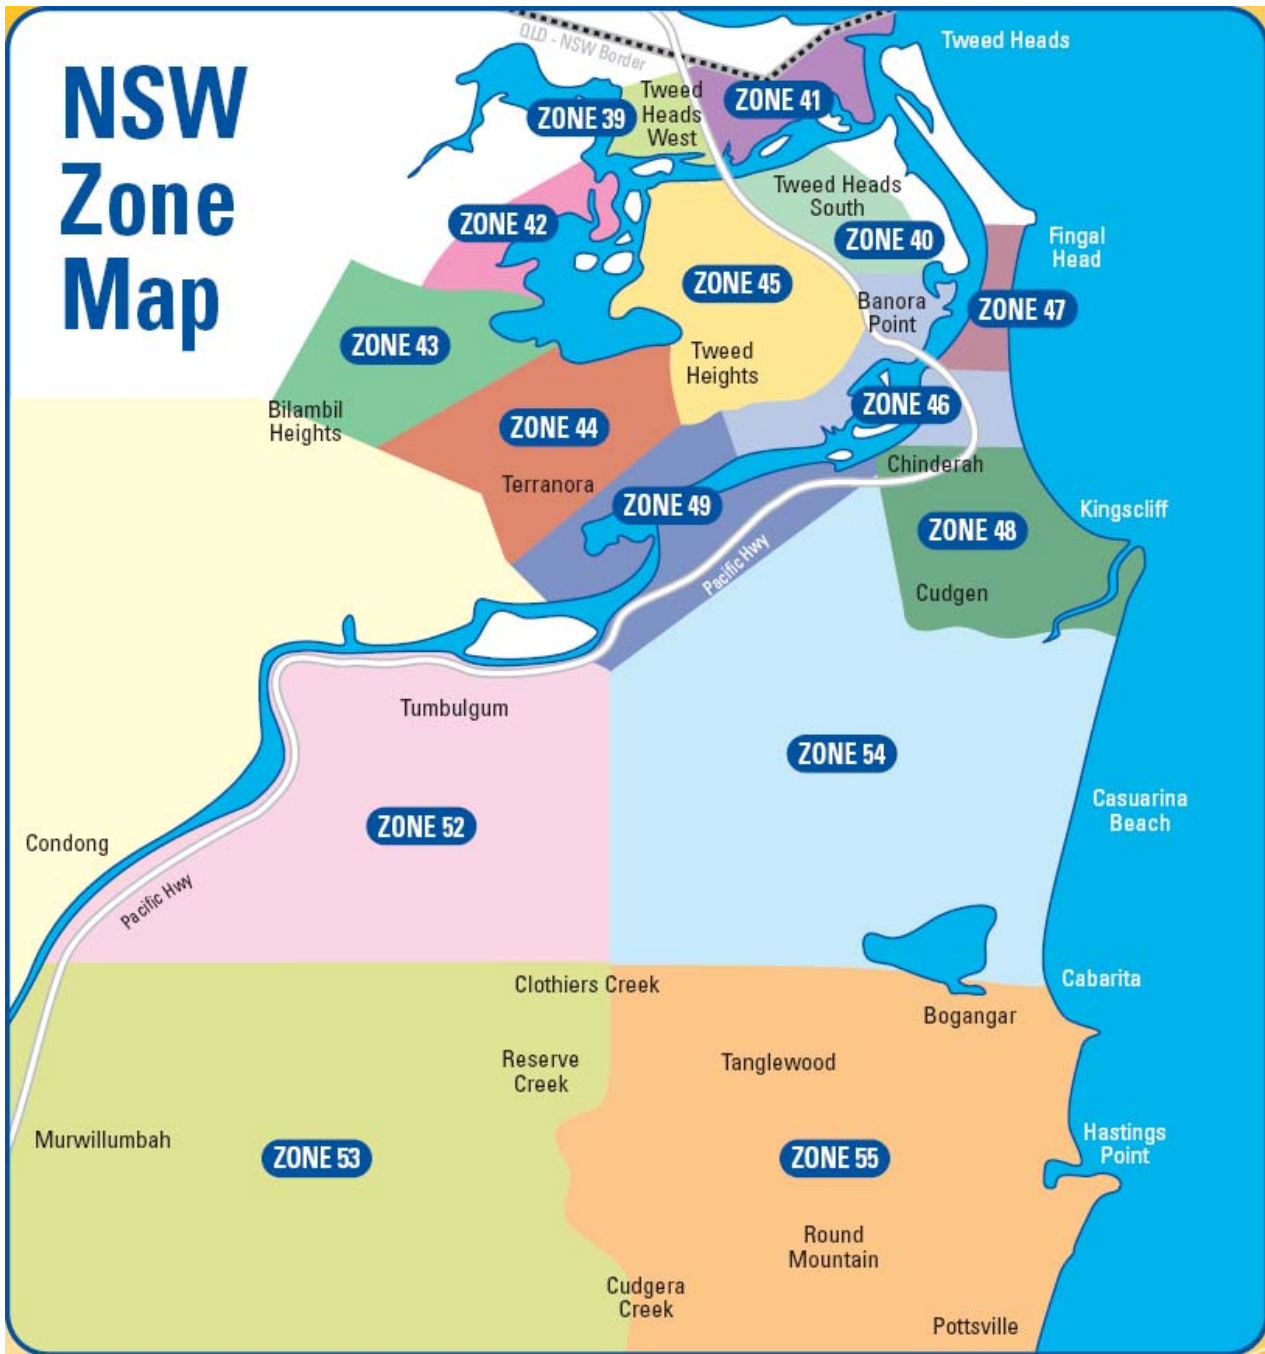 NSW
Zone
Map
QLD - NSW Border
Tweed Heads
Tweed
Heads
West
ZONE 41
ZONE 39
Tweed Heads
South
ZONE 42
ZONE 40
Fingal
Head
ZONE 45
Banora
Point
ZONE 47
ZONE 43
Tweed
Heights
Bilambil
Heights
ZONE 46
ZONE 44
Chinderah
Terranora
ZONE 49
Kingscliff
ZONE 48
Pacific Hwy
Cudgen
Tumbulgum
ZONE 54
Casuarina
Beach
ZONE 52
Condong
Pacific Hwy
Clothiers Creek
Cabarita
Bogangar
Reserve
Creek
Tanglewood
Murwillumbah
Hastings
Point
ZONE 53
ZONE 55
Round
Mountain
Cudgera
Creek
Pottsville